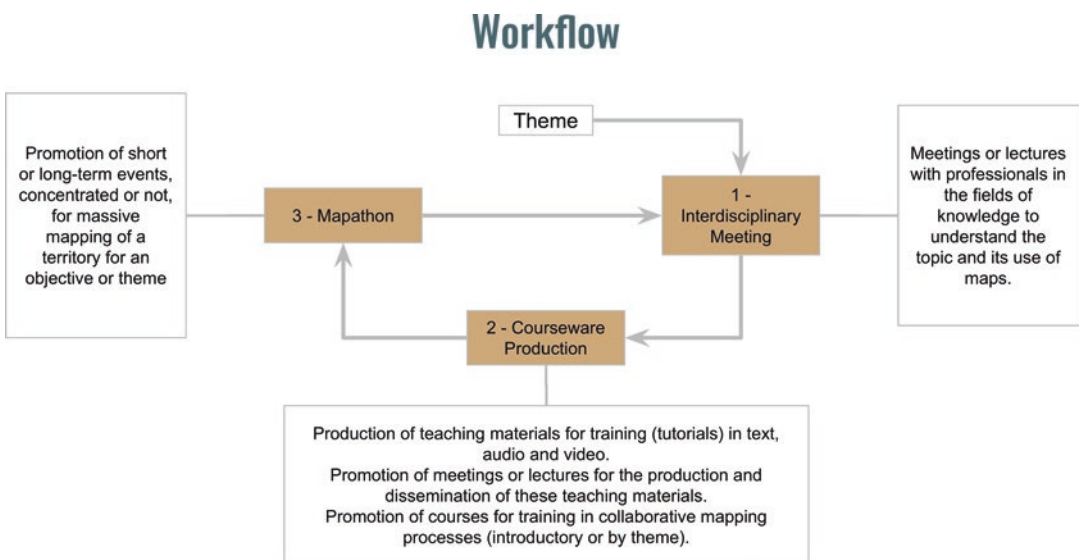 Workflow
Theme
Promotion of short
or long-term events,
concentrated or not,
for massive
mapping of a
territory for an
objective or theme
3 - Mapathon
1 -
Interdisciplinary
Meeting
Meetings or lectures
with professionals in
the fields of
knowledge to
understand the
topic and its use of
maps.
2 - Courseware
Production
Production of teaching materials for training (tutorials) in text,
audio and video.
Promotion of meetings or lectures for the production and
dissemination of these teaching materials.
Promotion of courses for training in collaborative mapping
processes (introductory or by theme).